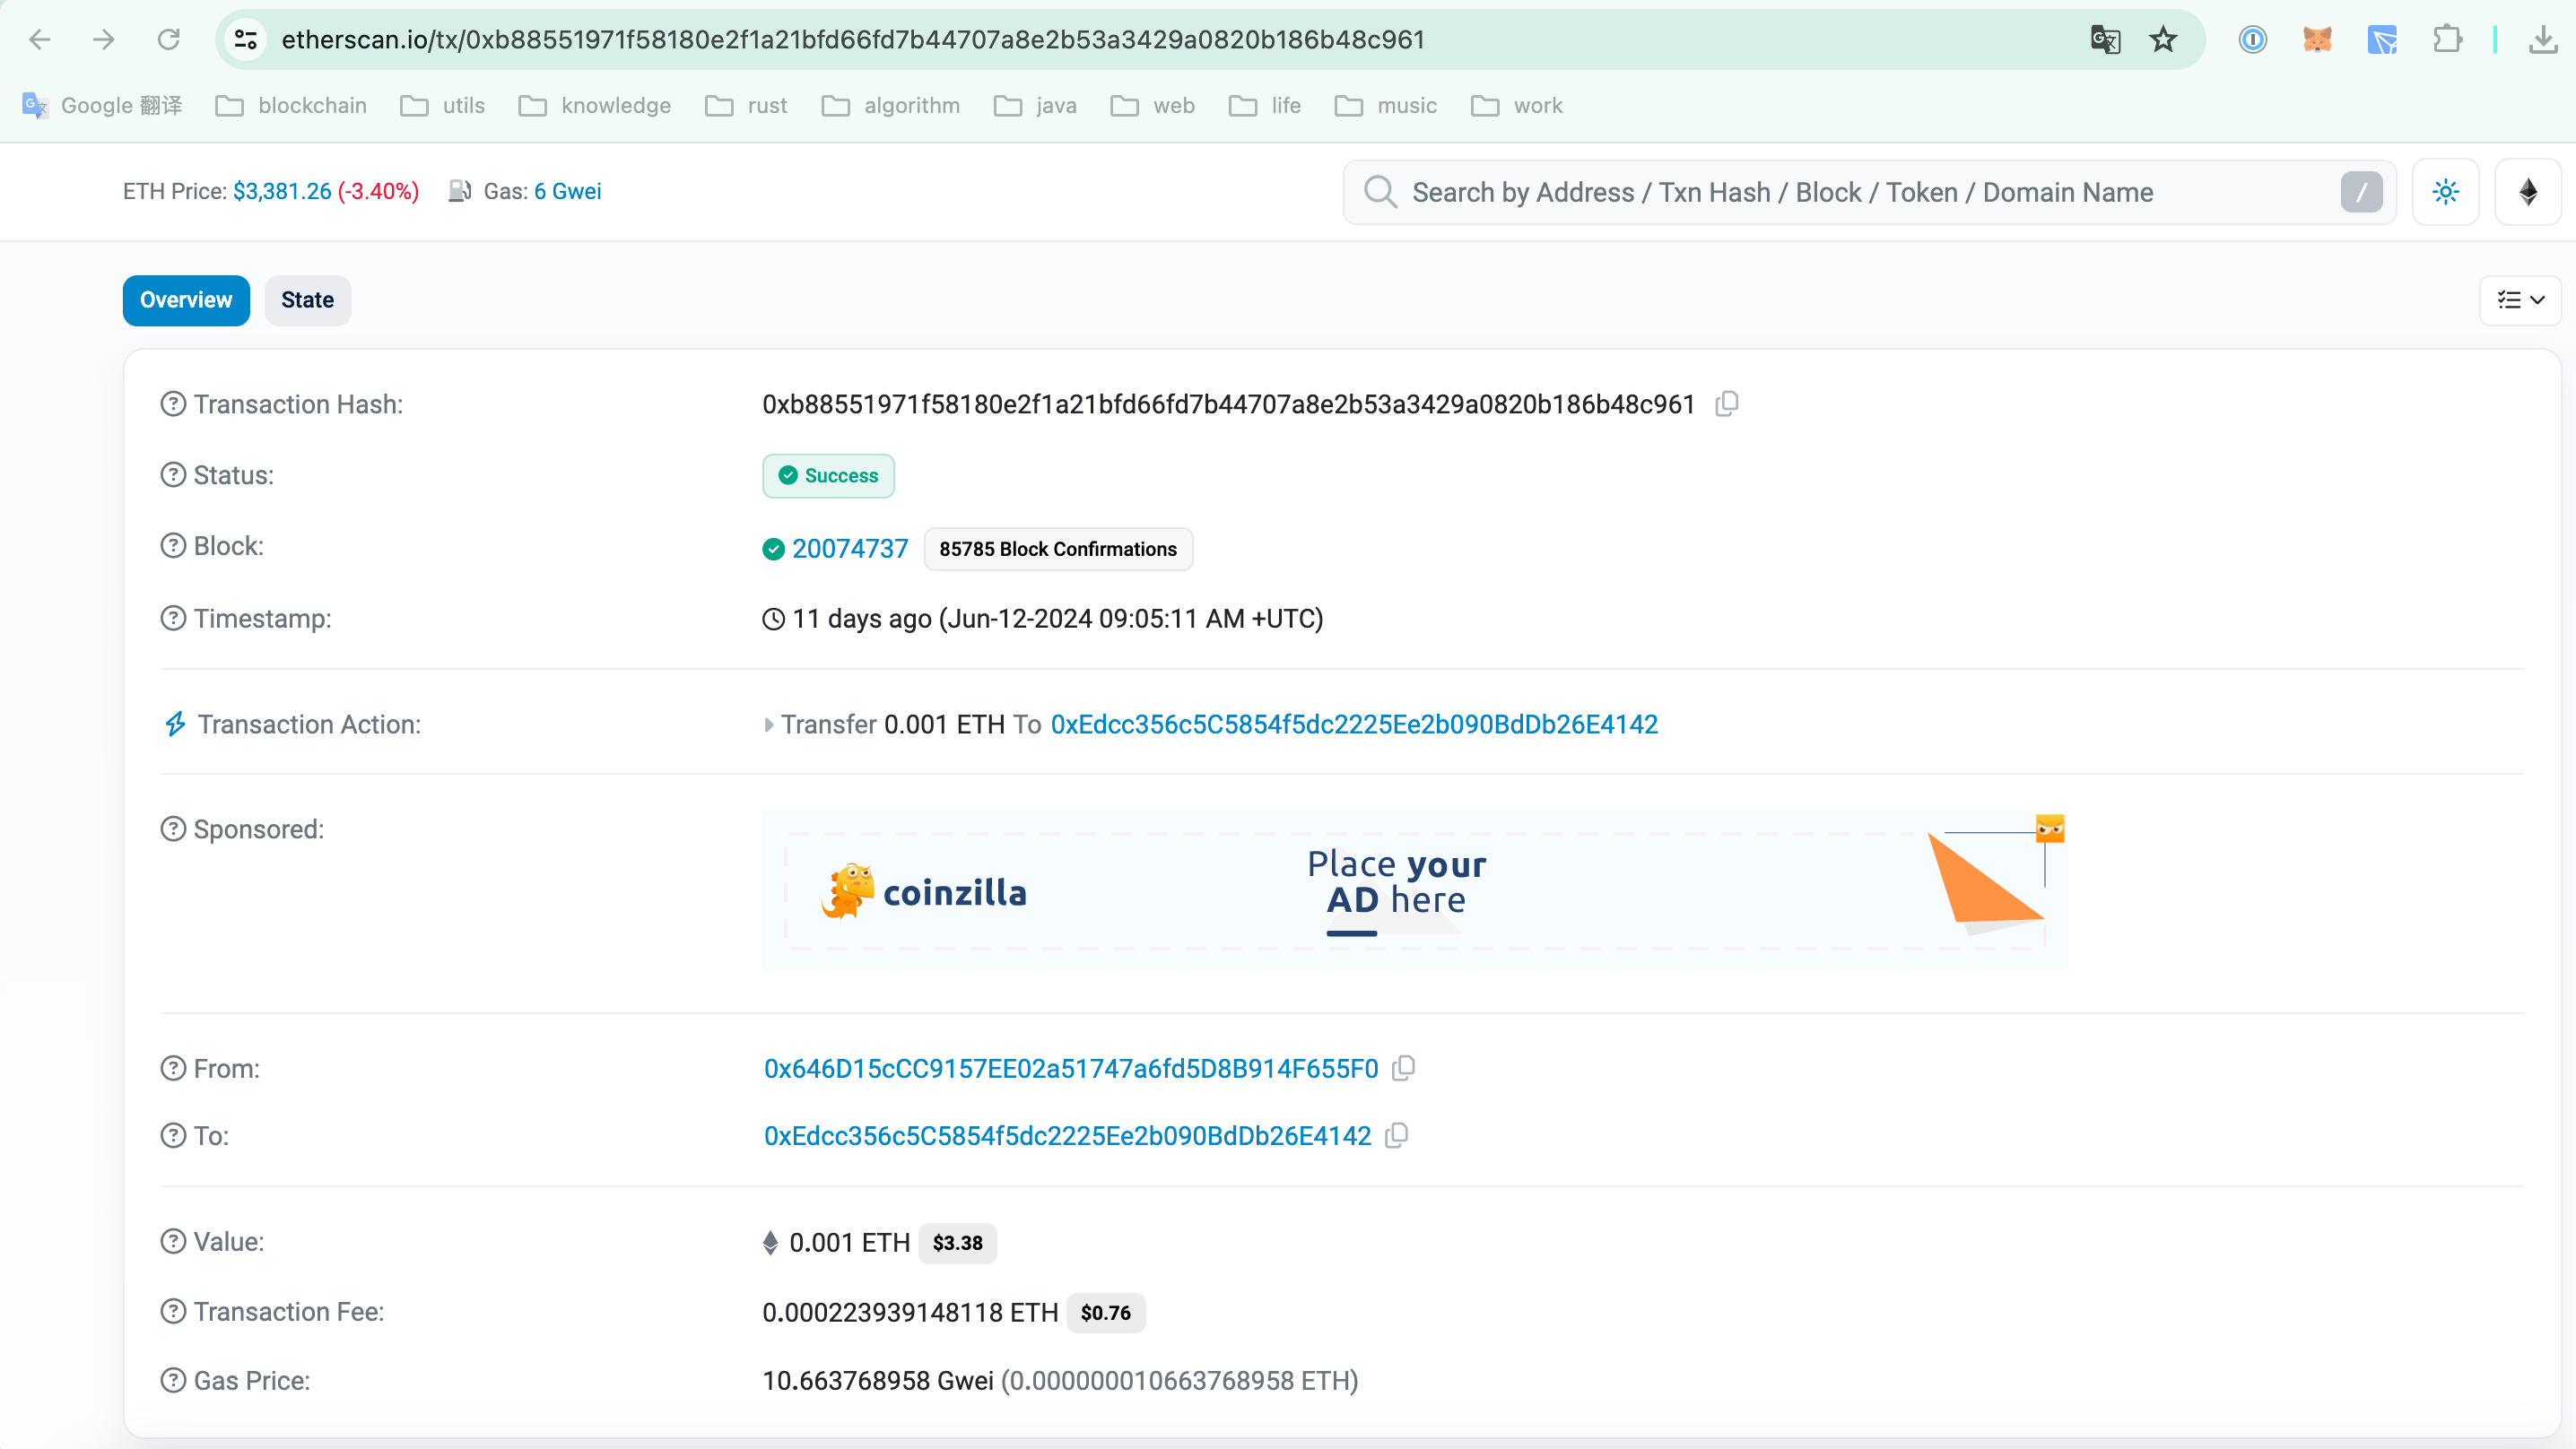 etherscan.io/tx/0xb88551971f58180e2f1a21bfd66fd7b44707a8e2b53a3429a0820b186b48c961
Google 翻译 blockchain utils knowledge rust algorithm java web life music work
ETH Price: $3,381.26 (-3.40%) Gas: 6 Gwei Search by Address / Txn Hash / Block / Token / Domain Name /
Overview State
Transaction Hash: 0xb88551971f58180e2f1a21bfd66fd7b44707a8e2b53a3429a0820b186b48c961
Status: Success
Block: 20074737 85785 Block Confirmations
Timestamp: 11 days ago (Jun-12-2024 09:05:11 AM +UTC)
Transaction Action: Transfer 0.001 ETH To 0xEdcc356c5C5854f5dc2225Ee2b090BdDb26E4142
Sponsored:
coinzilla
Place your
AD here
From: 0x646D15cCC9157EE02a51747a6fd5D8B914F655F0
To: 0xEdcc356c5C5854f5dc2225Ee2b090BdDb26E4142
Value: 0.001 ETH $3.38
Transaction Fee: 0.000223939148118 ETH $0.76
Gas Price: 10.663768958 Gwei (0.000000010663768958 ETH)